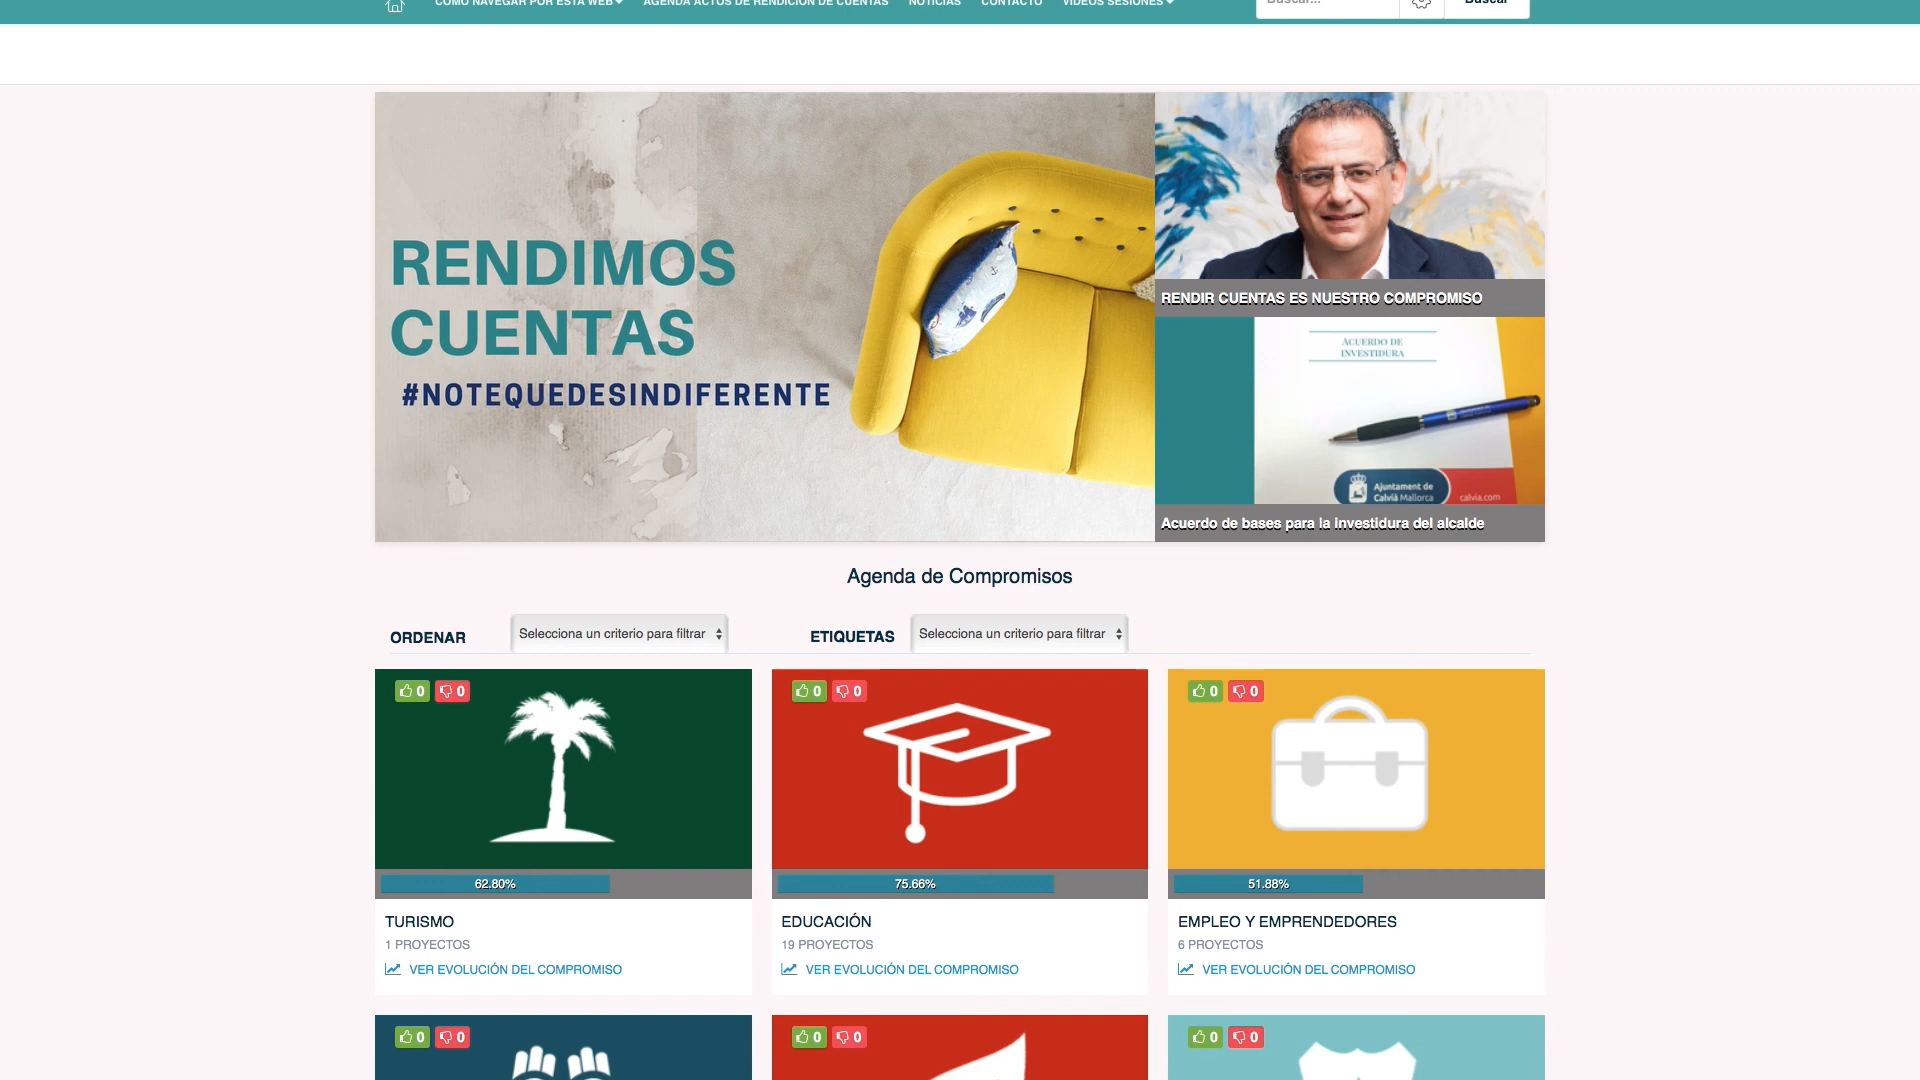 COMO NAVEGAR POR ESTA WEB
AGENDA ACTOS DE RENDICIÓN DE CUENTAS
NOTICIAS
CONTACTO
VIDEOS SESIONES
Buscar...
Buscar
RENDIMOS
CUENTAS
#NOTEQUEDESINDIFERENTE
RENDIR CUENTAS ES NUESTRO COMPROMISO
ACUERDO DE
INVESTIDURA
Ajuntament de
Calvià Mallorca
calvia.com
Acuerdo de bases para la investidura del alcalde
Agenda de Compromisos
ORDENAR
Selecciona un criterio para filtrar
ETIQUETAS
Selecciona un criterio para filtrar
0 0
0 0
0 0
62.80%
75.66%
51.88%
TURISMO
1 PROYECTOS
VER EVOLUCIÓN DEL COMPROMISO
EDUCACIÓN
19 PROYECTOS
VER EVOLUCIÓN DEL COMPROMISO
EMPLEO Y EMPRENDEDORES
6 PROYECTOS
VER EVOLUCIÓN DEL COMPROMISO
0 0
0 0
0 0